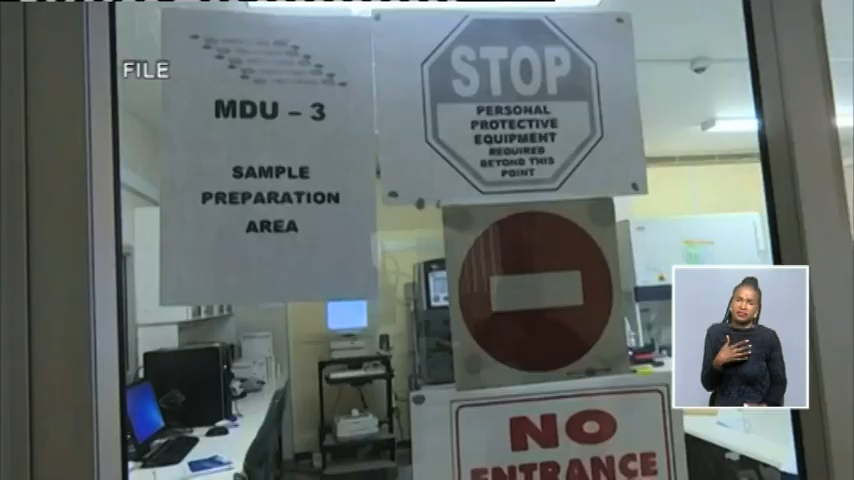 FILE
MDU – 3
SAMPLE
PREPARATION
AREA
STOP
PERSONAL
PROTECTIVE
EQUIPMENT
REQUIRED
BEYOND THIS
POINT
NO
ENTRANCE